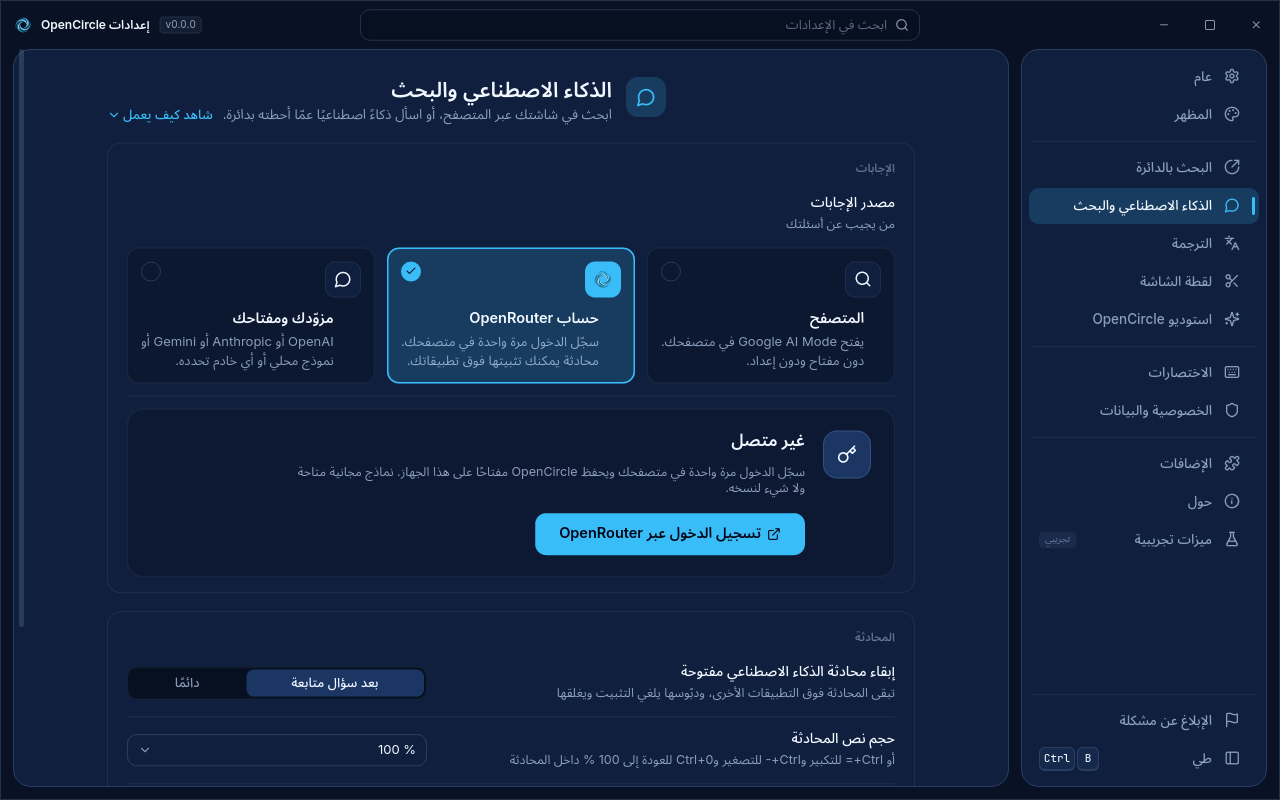 إعدادات OpenCircle
v0.0.0
ابحث في الإعدادات
عام
المظهر
البحث بالدائرة
الذكاء الاصطناعي والبحث
الترجمة
لقطة الشاشة
استوديو OpenCircle
الاختصارات
الخصوصية والبيانات
الإضافات
حول
ميزات تجريبية
تجريبي
الإبلاغ عن مشكلة
طي
Ctrl B
الذكاء الاصطناعي والبحث
ابحث في شاشتك عبر المتصفح، أو اسأل ذكاءً اصطناعيًا عمّا أحطته بدائرة. شاهد كيف يعمل
الإجابات
مصدر الإجابات
من يجيب عن أسئلتك
المتصفح
يفتح Google AI Mode في متصفحك.
دون مفتاح ودون إعداد.
حساب OpenRouter
سجّل الدخول مرة واحدة في متصفحك.
محادثة يمكنك تثبيتها فوق تطبيقاتك.
مزوّدك ومفتاحك
OpenAI أو Anthropic أو Gemini أو
نموذج محلي أو أي خادم تحدده.
غير متصل
سجّل الدخول مرة واحدة في متصفحك ويحفظ OpenCircle مفتاحًا على هذا الجهاز. نماذج مجانية متاحة
ولا شيء لنسخه.
تسجيل الدخول عبر OpenRouter
المحادثة
إبقاء محادثة الذكاء الاصطناعي مفتوحة
تبقى المحادثة فوق التطبيقات الأخرى، ودبّوسها يلغي التثبيت ويغلقها
بعد سؤال متابعة
دائمًا
حجم نص المحادثة
أو Ctrl+= للتكبير وCtrl+- للتصغير وCtrl+0 للعودة إلى 100 % داخل المحادثة
100 %